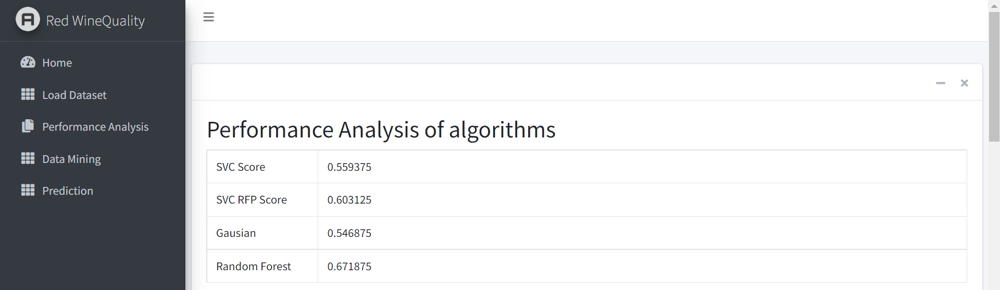 Red WineQuality
Home
Load Dataset
Performance Analysis
Data Mining
Prediction
Performance Analysis of algorithms
SVC Score 0.559375
SVC RFP Score 0.603125
Gausian 0.546875
Random Forest 0.671875